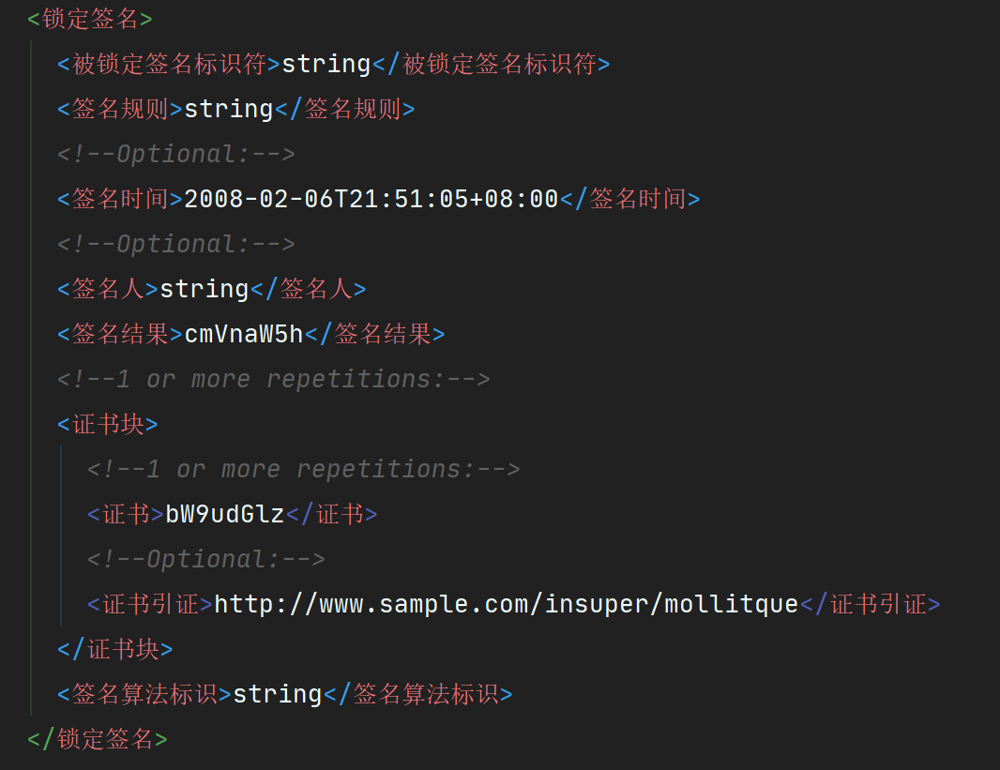 <锁定签名>
<被锁定签名标识符>string</被锁定签名标识符>
<签名规则>string</签名规则>
<!--Optional:-->
<签名时间>2008-02-06T21:51:05+08:00</签名时间>
<!--Optional:-->
<签名人>string</签名人>
<签名结果>cmVnaW5h</签名结果>
<!--1 or more repetitions:-->
<证书块>
<!--1 or more repetitions:-->
<证书>bW9udGlz</证书>
<!--Optional:-->
<证书引证>http://www.sample.com/insuper/mollitque</证书引证>
</证书块>
<签名算法标识>string</签名算法标识>
</锁定签名>